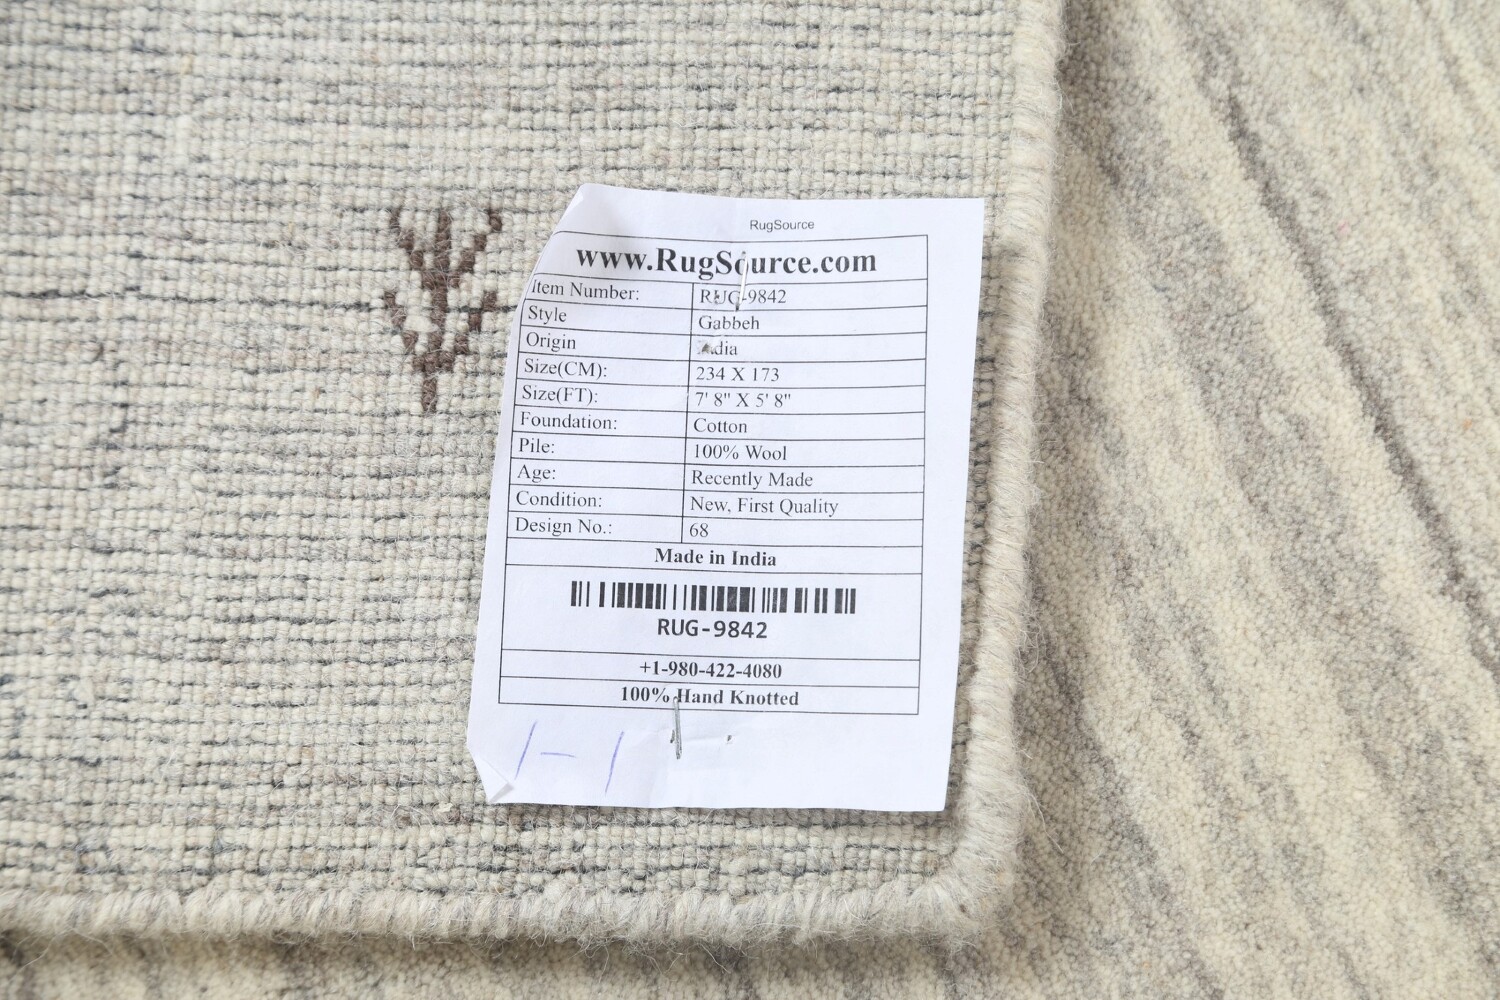 RugSource
www.RugSource.com
Item Number: RUG-9842
Style Gabbeh
Origin India
Size(CM): 234 X 173
Size(FT): 7' 8" X 5' 8"
Foundation: Cotton
Pile: 100% Wool
Age: Recently Made
Condition: New, First Quality
Design No.: 68
Made in India
RUG-9842
+1-980-422-4080
100% Hand Knotted
1-1